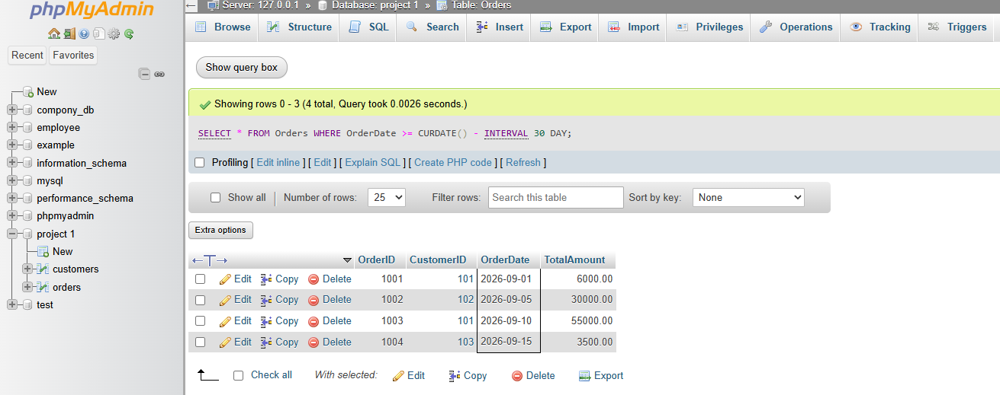 phpMyAdmin
Recent Favorites
New
compony_db
employee
example
information_schema
mysql
performance_schema
phpmyadmin
project 1
New
customers
orders
test
Server: 127.0.0.1 » Database: project 1 » Table: Orders
Browse Structure SQL Search Insert Export Import Privileges Operations Tracking Triggers
Show query box
Showing rows 0 - 3 (4 total, Query took 0.0026 seconds.)
SELECT * FROM Orders WHERE OrderDate >= CURDATE() - INTERVAL 30 DAY;
Profiling [ Edit inline ] [ Edit ] [ Explain SQL ] [ Create PHP code ] [ Refresh ]
Show all | Number of rows: 25 Filter rows: Search this table Sort by key: None
Extra options
←T→ OrderID CustomerID OrderDate TotalAmount
Edit Copy Delete 1001 101 2026-09-01 6000.00
Edit Copy Delete 1002 102 2026-09-05 30000.00
Edit Copy Delete 1003 101 2026-09-10 55000.00
Edit Copy Delete 1004 103 2026-09-15 3500.00
Check all With selected: Edit Copy Delete Export